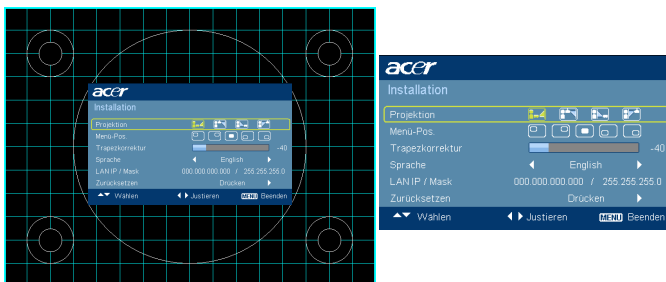 acer
Installation
Projektion
Menü-Pos.
Trapezkorrektur -40
Sprache English
LAN IP / Mask 000.000.000.000 / 255.255.255.0
Zurücksetzen Drücken
Wählen Justieren MENU Beenden
acer
Installation
Projektion
Menü-Pos.
Trapezkorrektur -40
Sprache English
LAN IP / Mask 000.000.000.000 / 255.255.255.0
Zurücksetzen Drücken
Wählen Justieren MENU Beenden